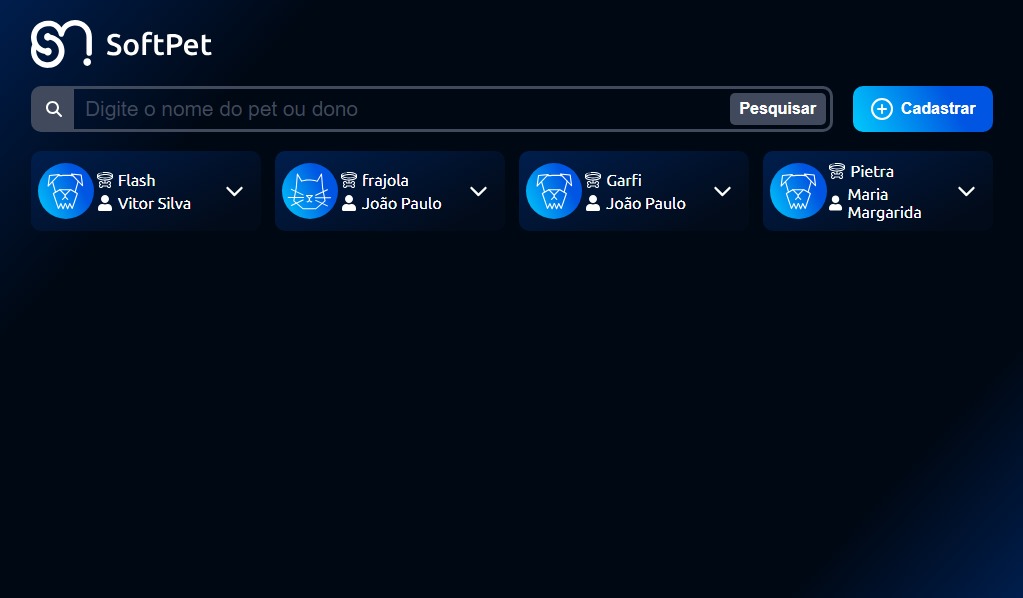 SoftPet
Digite o nome do pet ou dono
Pesquisar
Cadastrar
Flash
Vitor Silva
frajola
João Paulo
Garfi
João Paulo
Pietra
Maria
Margarida